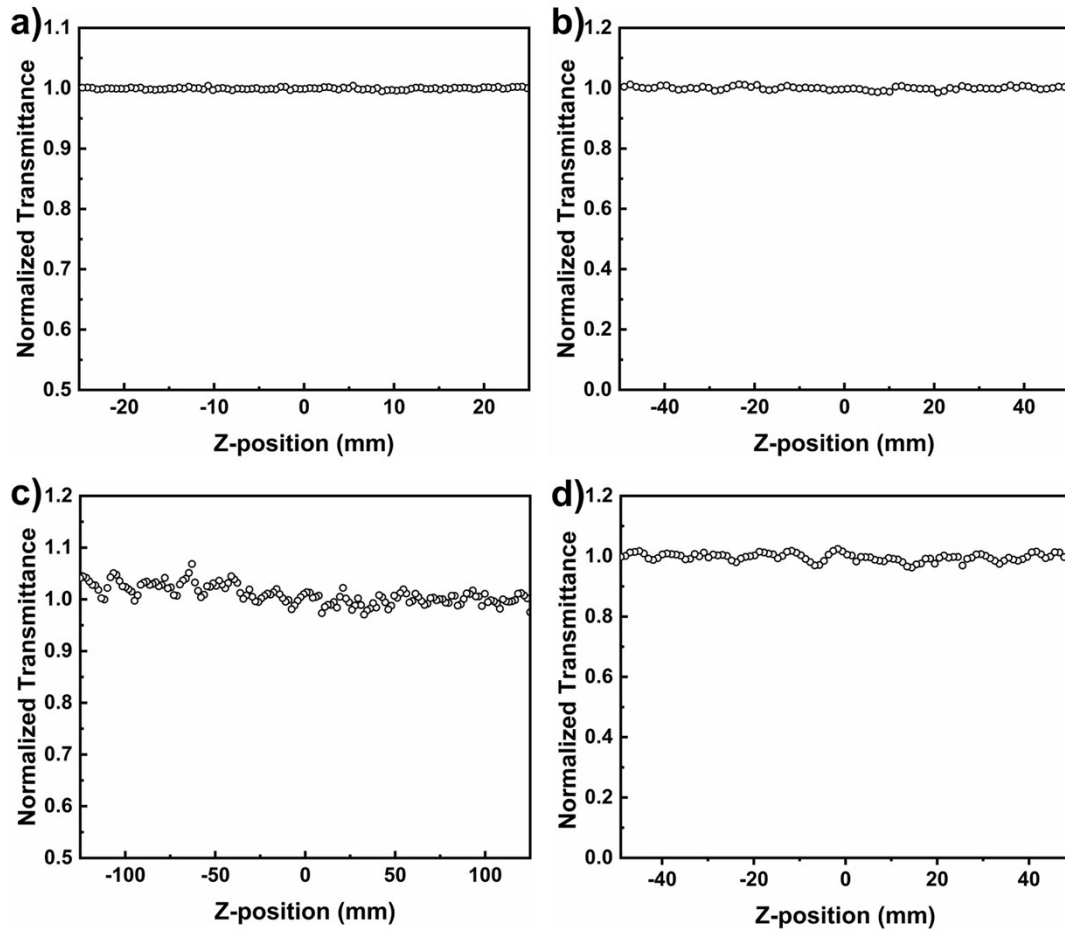 a)
Normalized Transmittance
1.1
1.0
0.9
0.8
0.7
0.6
0.5
-20 -10 0 10 20
Z-position (mm)
b)
Normalized Transmittance
1.2
1.0
0.8
0.6
0.4
0.2
0.0
-40 -20 0 20 40
Z-position (mm)
c)
Normalized Transmittance
1.2
1.1
1.0
0.9
0.8
0.7
0.6
0.5
-100 -50 0 50 100
Z-position (mm)
d)
Normalized Transmittance
1.2
1.0
0.8
0.6
0.4
0.2
0.0
-40 -20 0 20 40
Z-position (mm)